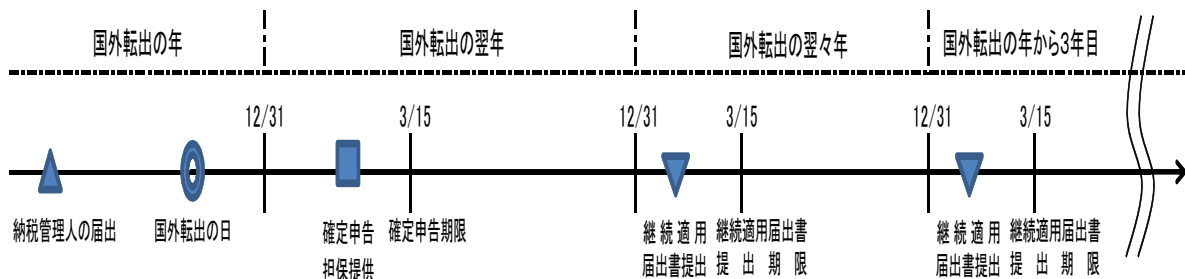 国外転出の年
国外転出の翌年
国外転出の翌々年
国外転出の年から3年目
12/31
3/15
12/31
3/15
12/31
3/15
納税管理人の届出
国外転出の日
確定申告
担保提供
確定申告期限
継続適用
届出書提出
継続適用届出書
提出期限
継続適用
届出書提出
継続適用届出書
提出期限